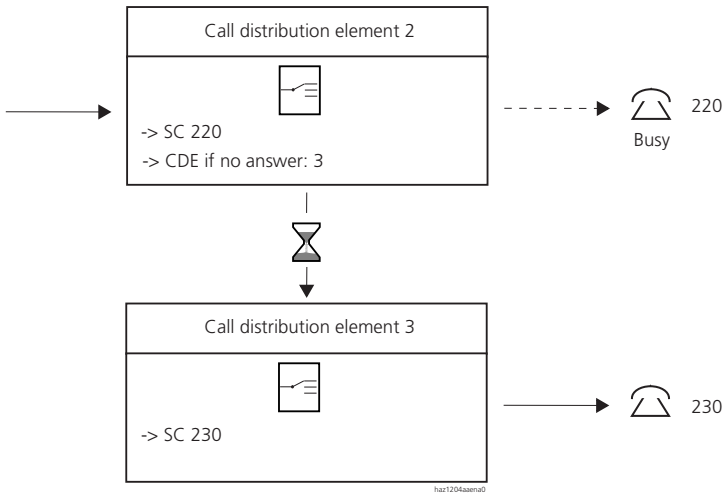 Call distribution element 2
-> SC 220
-> CDE if no answer: 3
220
Busy
Call distribution element 3
-> SC 230
230
haz1204aaena0